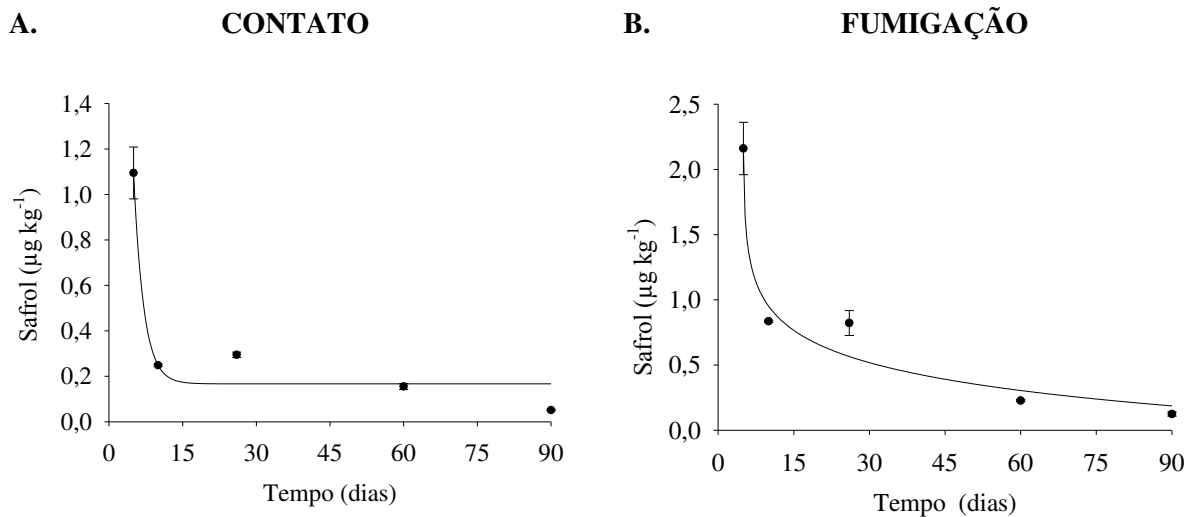 A. CONTATO
B. FUMIGAÇÃO
Safrol (µg kg⁻¹)
1,4
1,2
1,0
0,8
0,6
0,4
0,2
0,0
0 15 30 45 60 75 90
Tempo (dias)
Safrol (µg kg⁻¹)
2,5
2,0
1,5
1,0
0,5
0,0
0 15 30 45 60 75 90
Tempo (dias)